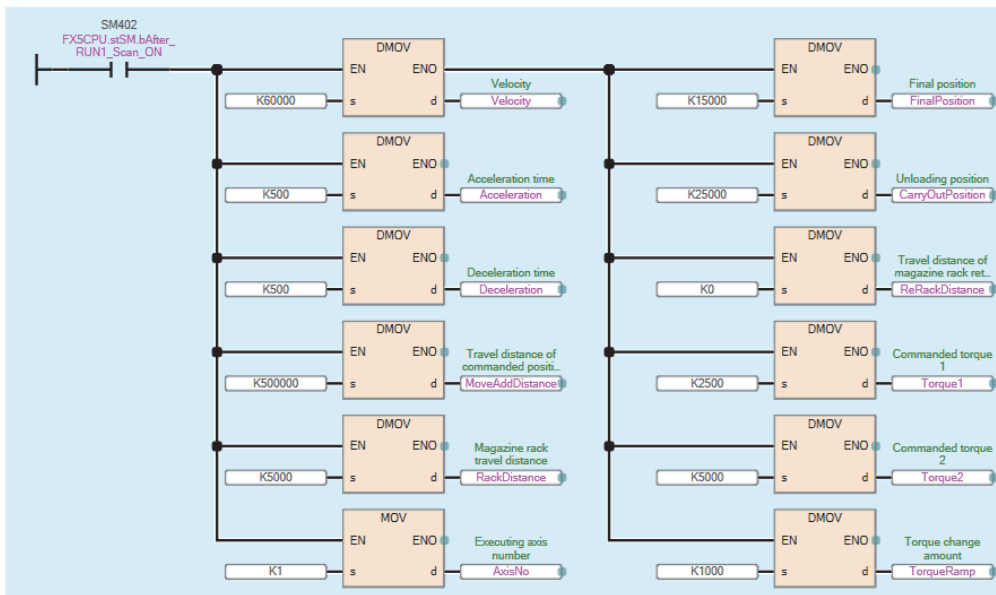 SM402
FX5CPU.stSM.bAfter_
RUN1_Scan_ON
DMOV
EN ENO
Velocity
K60000 s d Velocity
DMOV
EN ENO
Acceleration time
K500 s d Acceleration
DMOV
EN ENO
Deceleration time
K500 s d Deceleration
DMOV
EN ENO
Travel distance of
commanded positi...
K500000 s d MoveAddDistance
DMOV
EN ENO
Magazine rack
travel distance
K5000 s d RackDistance
MOV
EN ENO
Executing axis
number
K1 s d AxisNo
DMOV
EN ENO
Final position
K15000 s d FinalPosition
DMOV
EN ENO
Unloading position
K25000 s d CarryOutPosition
DMOV
EN ENO
Travel distance of
magazine rack ret...
K0 s d ReRackDistance
DMOV
EN ENO
Commanded torque
1
K2500 s d Torque1
DMOV
EN ENO
Commanded torque
2
K5000 s d Torque2
DMOV
EN ENO
Torque change
amount
K1000 s d TorqueRamp